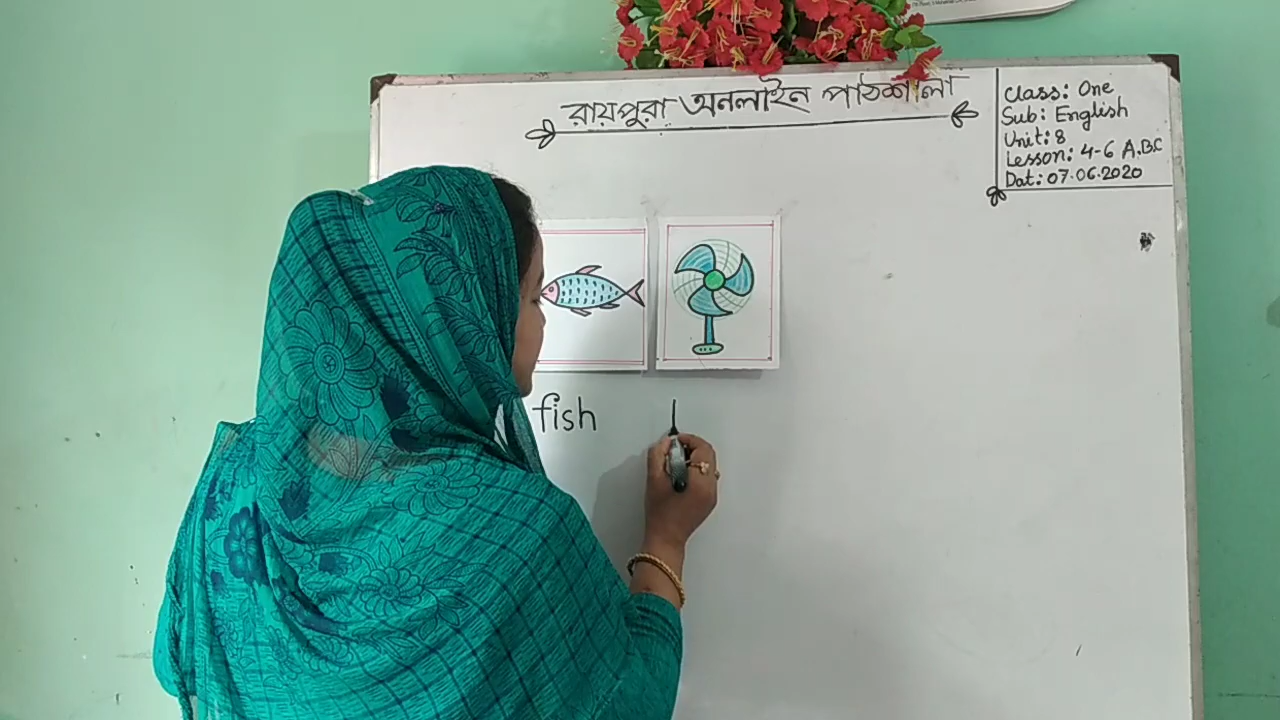 রায়পুরা অনলাইন পাঠশালা
Class: One
Sub: English
Unit: 8
Lesson: 4-6 A,B,C
Dat: 07.06.2020
fish